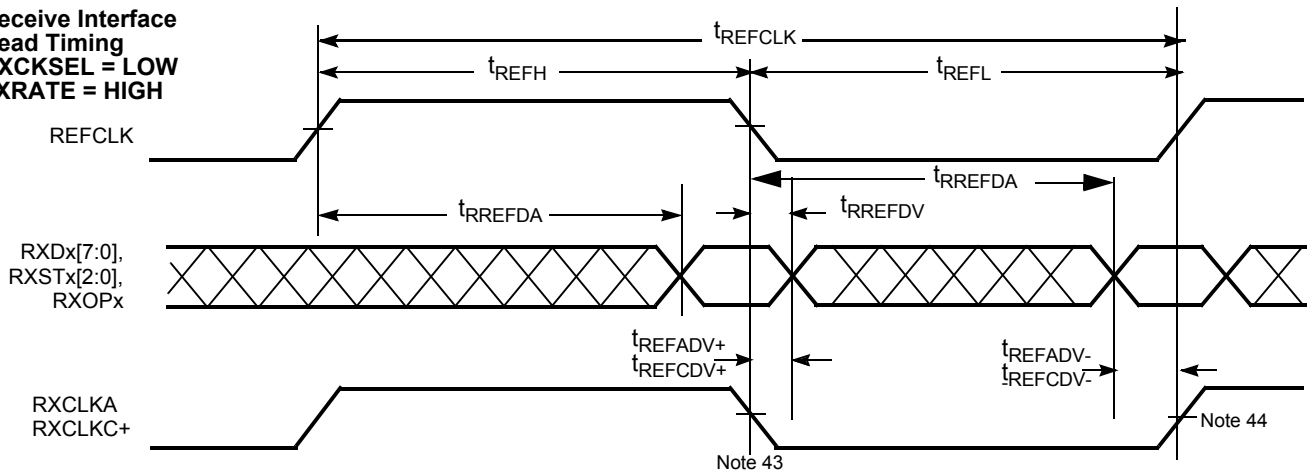 eceive Interface
ead Timing
XCKSEL = LOW
XRATE = HIGH
tREFCLK
tREFH
tREFL
REFCLK
tRREFDA
tRREFDA
tRREFDV
RXDx[7:0],
RXSTx[2:0],
RXOPx
tREFADV+
tREFCDV+
tREFADV-
tREFCDV-
RXCLKA
RXCLKC+
Note 43
Note 44